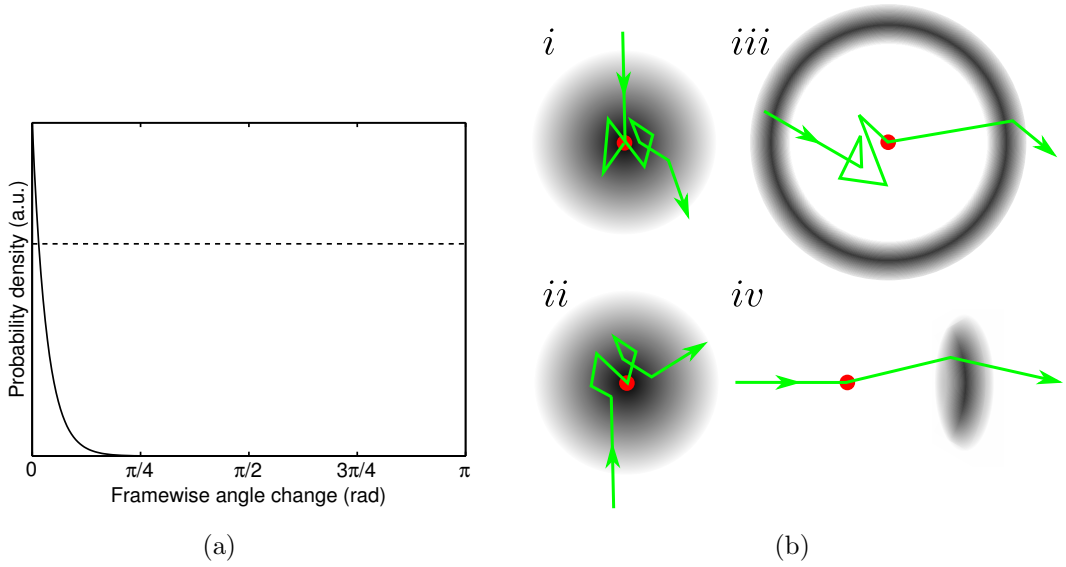 Probability density (a.u.)
0
π/4
π/2
3π/4
π
Framewise angle change (rad)
(a)
i
iii
ii
iv
(b)